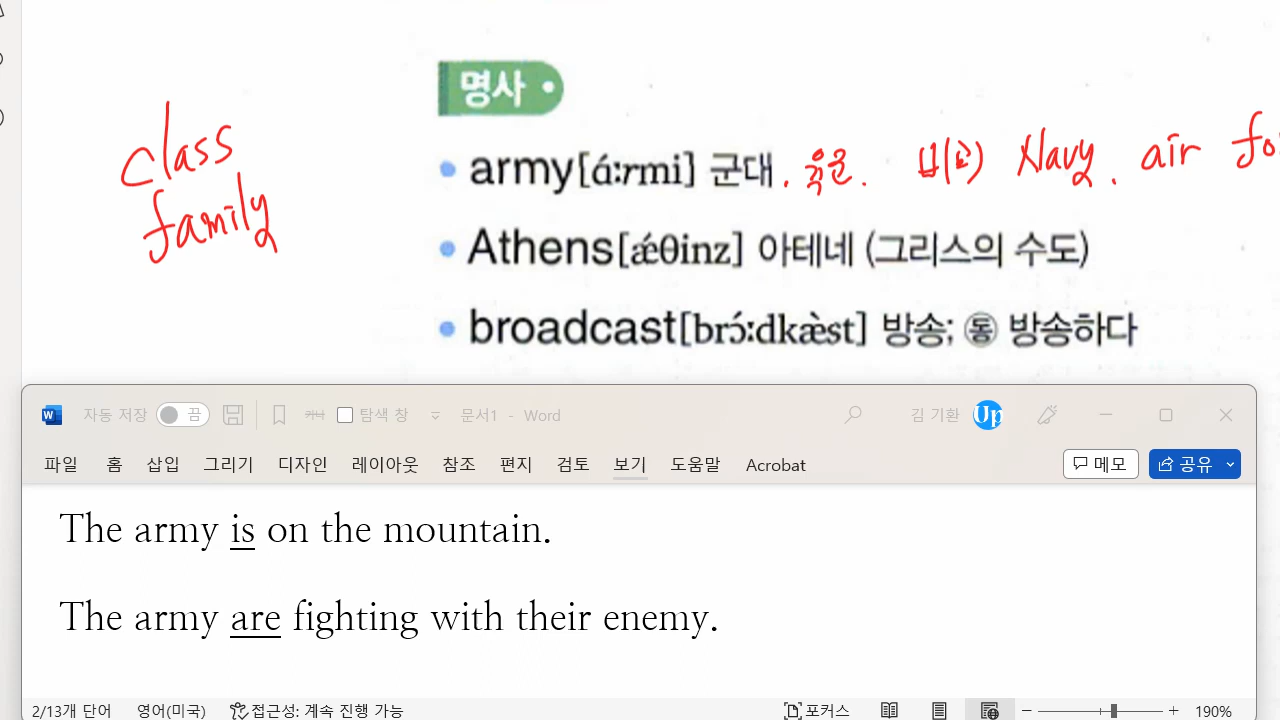 명사
class
family
army[ɑ́ːrmi] 군대. 육군. 비(교) Navy. air fo
Athens[ǽθinz] 아테네 (그리스의 수도)
broadcast[brɔ́ːdkæ̀st] 방송; 동 방송하다
자동 저장 끔 가나 탐색 창 문서1 - Word 김 기환 Up
파일 홈 삽입 그리기 디자인 레이아웃 참조 편지 검토 보기 도움말 Acrobat 메모 공유
The army is on the mountain.
The army are fighting with their enemy.
2/13개 단어 영어(미국) 접근성: 계속 진행 가능 포커스 190%